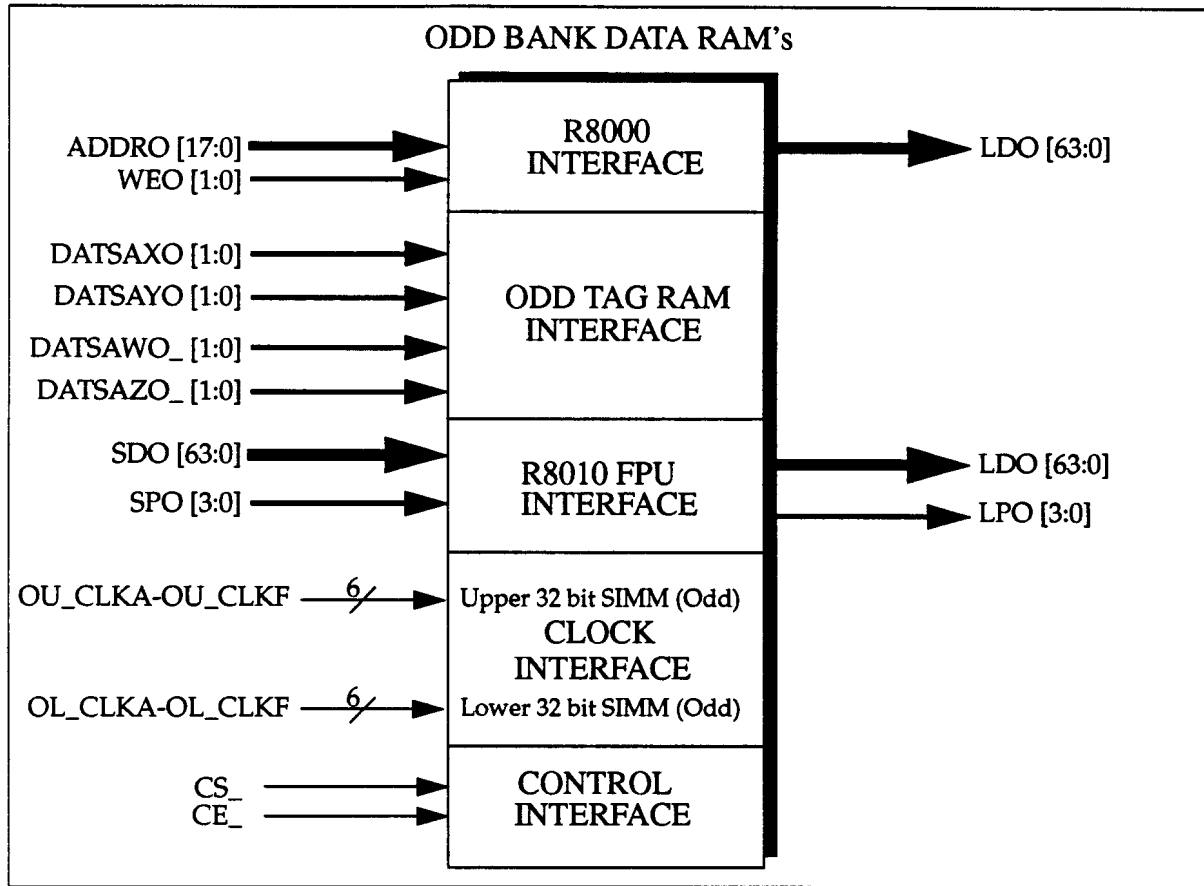 ODD BANK DATA RAM's
ADDRO [17:0]
WEO [1:0]
R8000
INTERFACE
LDO [63:0]
DATSAXO [1:0]
DATSAYO [1:0]
DATSAWO_ [1:0]
DATSAZO_ [1:0]
ODD TAG RAM
INTERFACE
SDO [63:0]
SPO [3:0]
R8010 FPU
INTERFACE
LDO [63:0]
LPO [3:0]
OU_CLKA-OU_CLKF
6
Upper 32 bit SIMM (Odd)
CLOCK
INTERFACE
OL_CLKA-OL_CLKF
6
Lower 32 bit SIMM (Odd)
CS_
CE_
CONTROL
INTERFACE